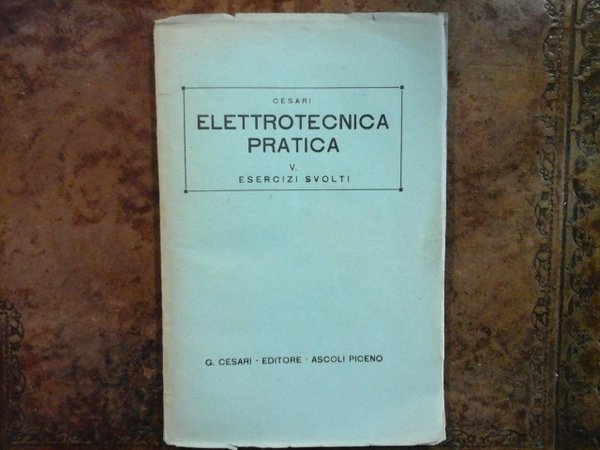 CESARI
ELETTROTECNICA
PRATICA
V.
ESERCIZI SVOLTI
G. CESARI - EDITORE - ASCOLI PICENO